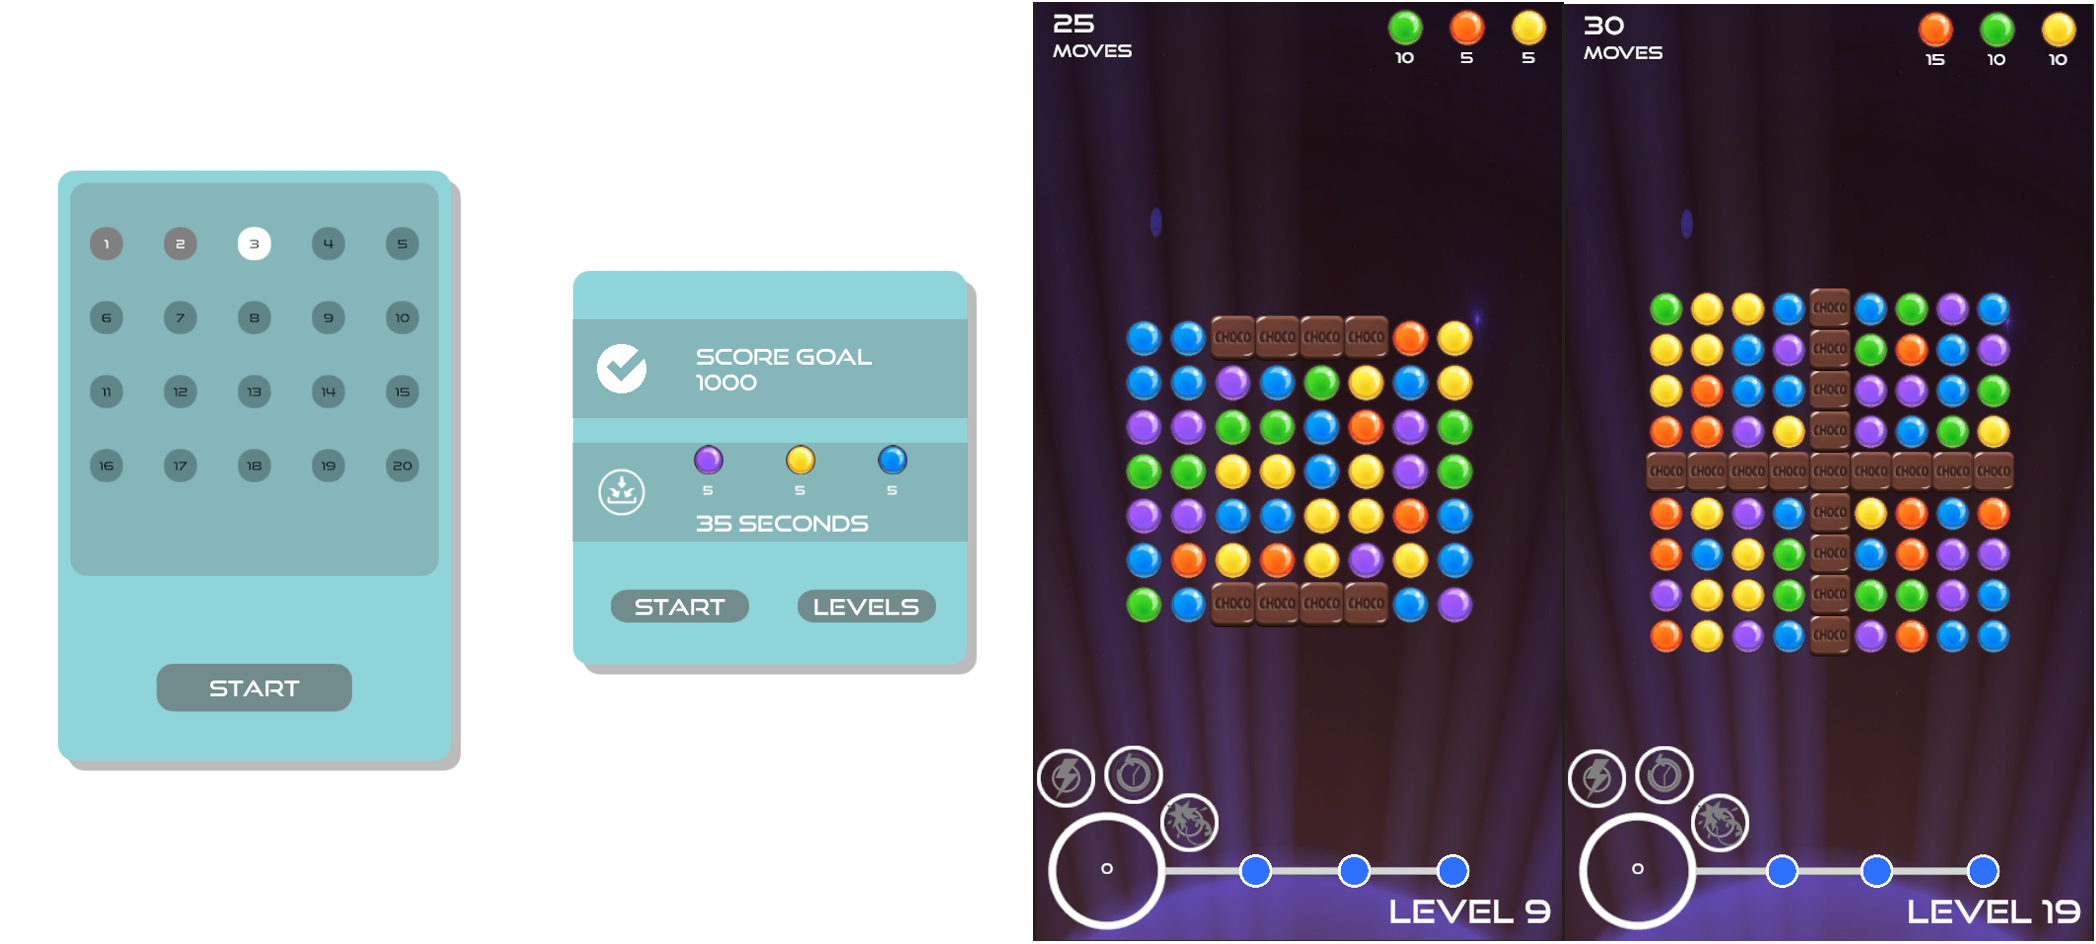 1 2 3 4 5
6 7 8 9 10
11 12 13 14 15
16 17 18 19 20
START
SCORE GOAL
1000
5 5 5
35 SECONDS
START LEVELS
25
MOVES
10 5 5
CHOCO CHOCO CHOCO CHOCO
CHOCO CHOCO CHOCO CHOCO
0
LEVEL 9
30
MOVES
15 10 10
CHOCO
CHOCO
CHOCO
CHOCO
CHOCO CHOCO CHOCO CHOCO CHOCO CHOCO CHOCO CHOCO CHOCO
CHOCO
CHOCO
CHOCO
CHOCO
0
LEVEL 19